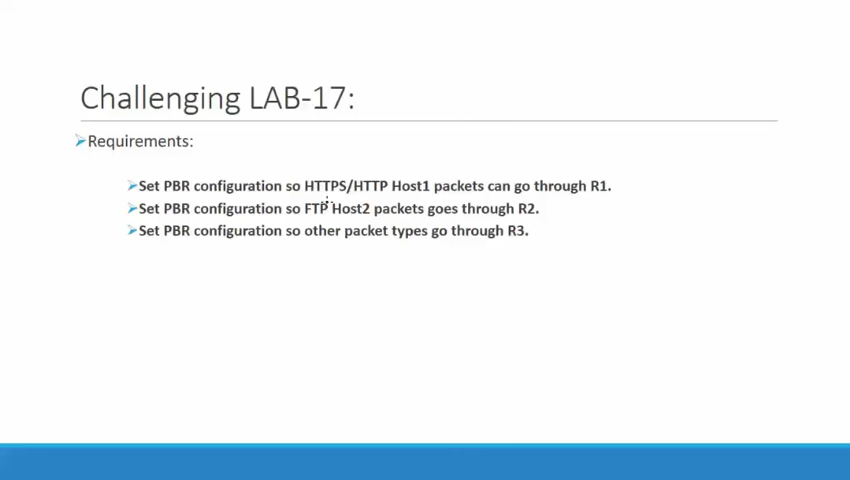 Challenging LAB-17:
Requirements:
Set PBR configuration so HTTPS/HTTP Host1 packets can go through R1.
Set PBR configuration so FTP Host2 packets goes through R2.
Set PBR configuration so other packet types go through R3.